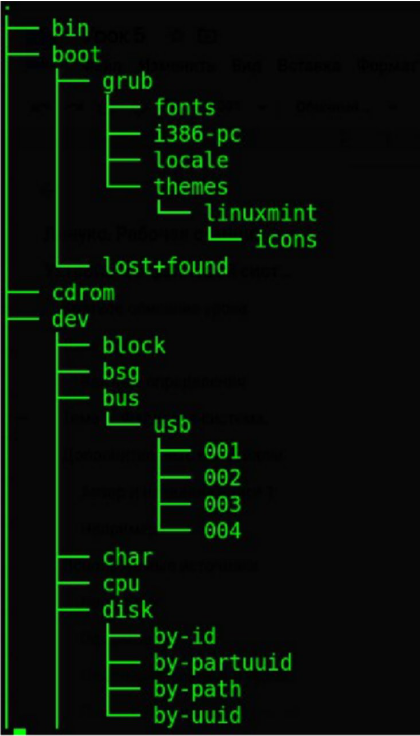 .
├── bin
├── boot
│   ├── grub
│   │   ├── fonts
│   │   ├── i386-pc
│   │   ├── locale
│   │   └── themes
│   │       └── linuxmint
│   │           └── icons
│   └── lost+found
├── cdrom
├── dev
│   ├── block
│   ├── bsg
│   ├── bus
│   │   └── usb
│   │       ├── 001
│   │       ├── 002
│   │       ├── 003
│   │       └── 004
│   ├── char
│   ├── cpu
│   ├── disk
│   │   ├── by-id
│   │   ├── by-partuuid
│   │   ├── by-path
│   │   └── by-uuid